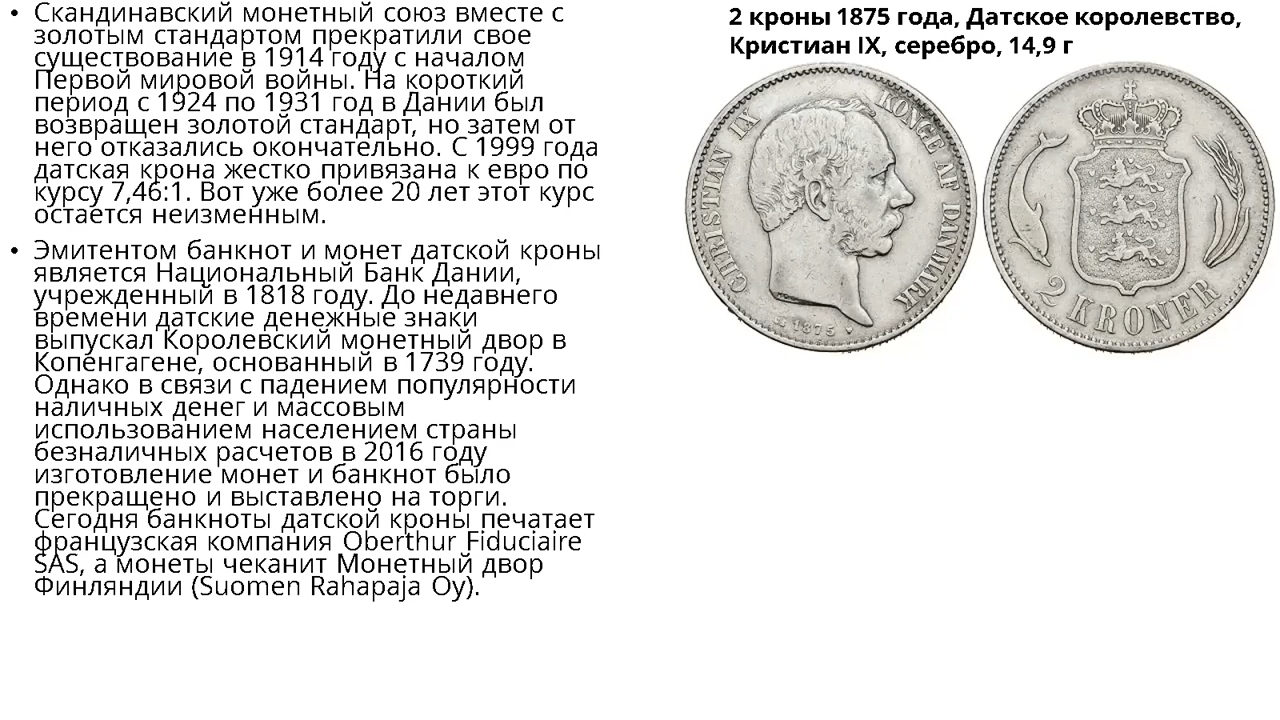 • Скандинавский монетный союз вместе с
золотым стандартом прекратили свое
существование в 1914 году с началом
Первой мировой войны. На короткий
период с 1924 по 1931 год в Дании был
возвращен золотой стандарт, но затем от
него отказались окончательно. С 1999 года
датская крона жестко привязана к евро по
курсу 7,46:1. Вот уже более 20 лет этот курс
остается неизменным.
• Эмитентом банкнот и монет датской кроны
является Национальный Банк Дании,
учрежденный в 1818 году. До недавнего
времени датские денежные знаки
выпускал Королевский монетный двор в
Копенгагене, основанный в 1739 году.
Однако в связи с падением популярности
наличных денег и массовым
использованием населением страны
безналичных расчетов в 2016 году
изготовление монет и банкнот было
прекращено и выставлено на торги.
Сегодня банкноты датской кроны печатает
французская компания Oberthur Fiduciaire
SAS, а монеты чеканит Монетный двор
Финляндии (Suomen Rahapaja Oy).
2 кроны 1875 года, Датское королевство,
Кристиан IX, серебро, 14,9 г
CHRISTIAN IX KONGE AF DANMARK
1875
2 KRONER